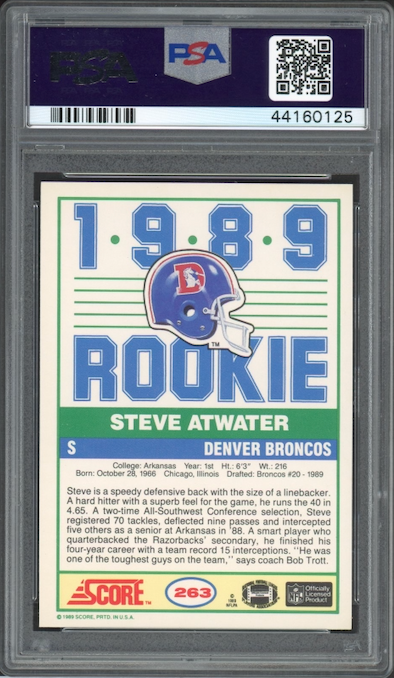 PSA
PSA
44160125
1·9·8·9
D
TM
ROOKIE
STEVE ATWATER
S DENVER BRONCOS
College: Arkansas Year: 1st Ht.: 6'3" Wt.: 216
Born: October 28, 1966 Chicago, Illinois Drafted: Broncos #20 - 1989
Steve is a speedy defensive back with the size of a linebacker.
A hard hitter with a superb feel for the game, he runs the 40 in
4.65. A two-time All-Southwest Conference selection, Steve
registered 70 tackles, deflected nine passes and intercepted
five others as a senior at Arkansas in '88. A smart player who
quarterbacked the Razorbacks' secondary, he finished his
four-year career with a team record 15 interceptions. "He was
one of the toughest guys on the team," says coach Bob Trott.
SCORE™
263
©
1989
NFLPA
NFL
Officially
Licensed
Product
© 1989 SCORE, PRTD. IN U.S.A.